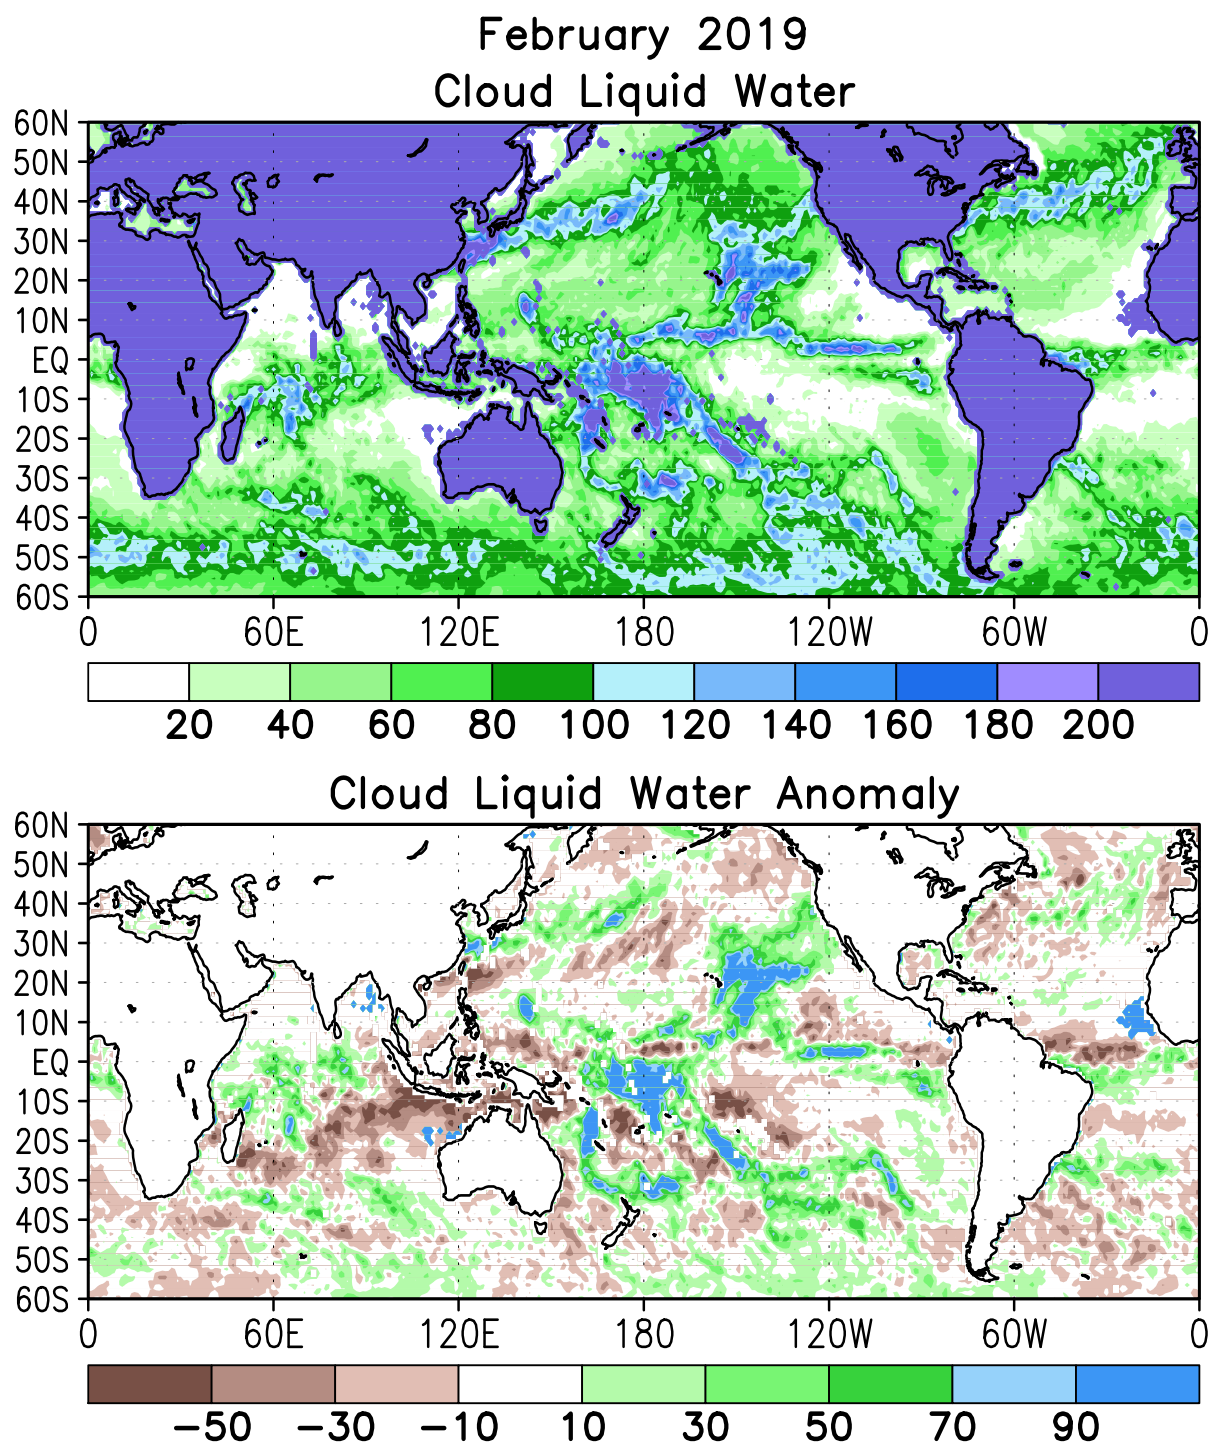 February 2019
Cloud Liquid Water
60N
50N
40N
30N
20N
10N
EQ
10S
20S
30S
40S
50S
60S
0 60E 120E 180 120W 60W 0
20 40 60 80 100 120 140 160 180 200
Cloud Liquid Water Anomaly
60N
50N
40N
30N
20N
10N
EQ
10S
20S
30S
40S
50S
60S
0 60E 120E 180 120W 60W 0
−50 −30 −10 10 30 50 70 90